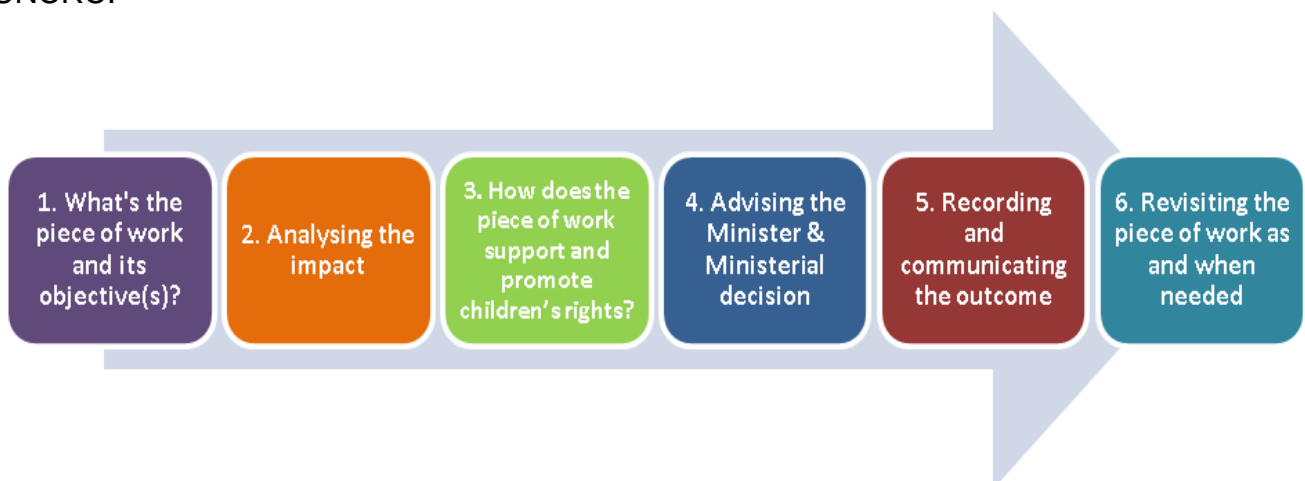 1. What's the
piece of work
and its
objective(s)?
2. Analysing the
impact
3. How does the
piece of work
support and
promote
children's rights?
4. Advising the
Minister &
Ministerial
decision
5. Recording
and
communicating
the outcome
6. Revisiting the
piece of work as
and when
needed